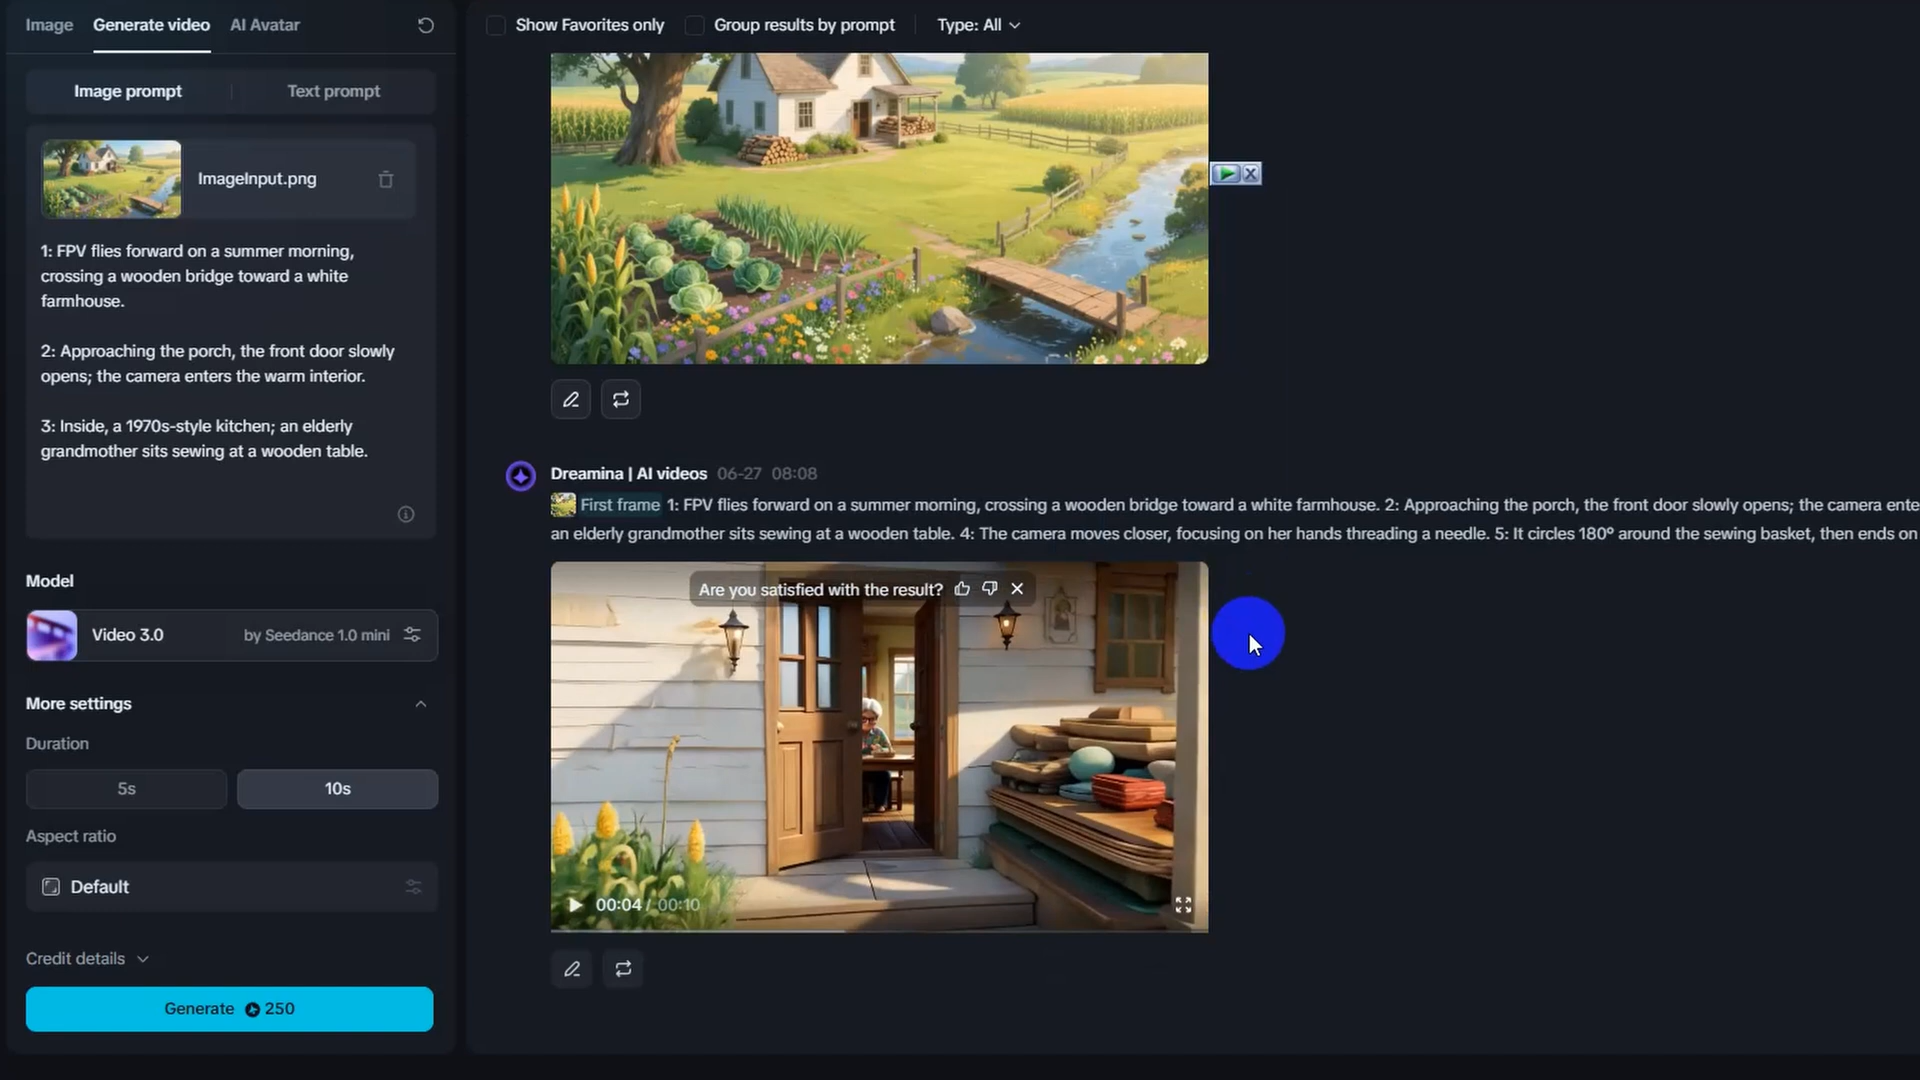 Image Generate video AI Avatar
Show Favorites only Group results by prompt Type: All
Image prompt Text prompt
ImageInput.png
1: FPV flies forward on a summer morning,
crossing a wooden bridge toward a white
farmhouse.
2: Approaching the porch, the front door slowly
opens; the camera enters the warm interior.
3: Inside, a 1970s-style kitchen; an elderly
grandmother sits sewing at a wooden table.
Model
Video 3.0 by Seedance 1.0 mini
More settings
Duration
5s 10s
Aspect ratio
Default
Credit details
Generate 250
Dreamina | AI videos 06-27 08:08
First frame 1: FPV flies forward on a summer morning, crossing a wooden bridge toward a white farmhouse. 2: Approaching the porch, the front door slowly opens; the camera ente
an elderly grandmother sits sewing at a wooden table. 4: The camera moves closer, focusing on her hands threading a needle. 5: It circles 180º around the sewing basket, then ends on
Are you satisfied with the result?
00:04 / 00:10